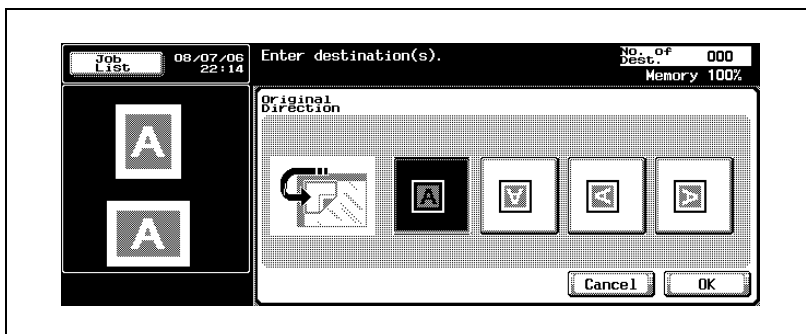 Job List
08/07/06
22:14
Enter destination(s).
No. of Dest. 000
Memory 100%
Original Direction
A
A
A
A
A
A
Cancel
OK